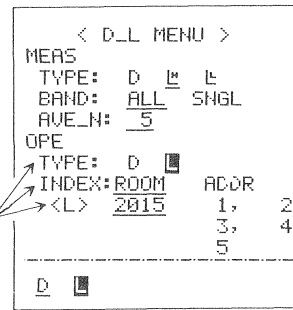 < D_L MENU >
MEAS
TYPE: D L" L
BAND: ALL SNGL
AVE_N: 5
OPE
TYPE: D L
INDEX: ROOM ADDR
<L> 2015 1, 2
3, 4
5
D L